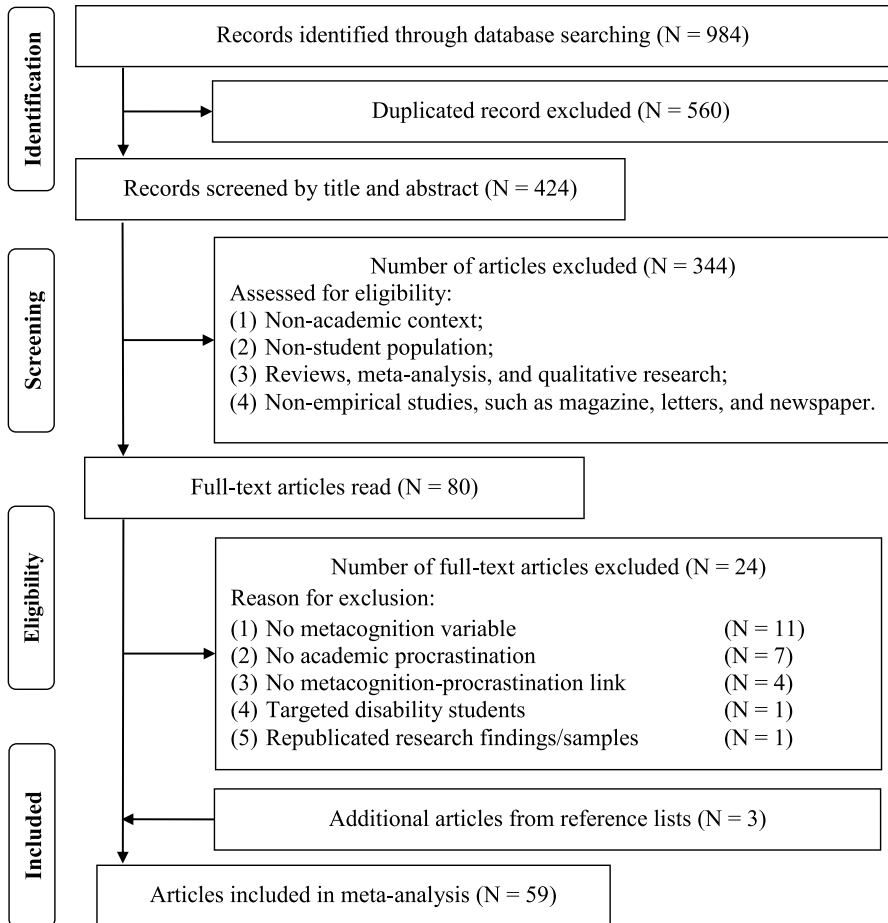 Identification
Records identified through database searching (N = 984)
Duplicated record excluded (N = 560)
Records screened by title and abstract (N = 424)
Screening
Number of articles excluded (N = 344)
Assessed for eligibility:
(1) Non-academic context;
(2) Non-student population;
(3) Reviews, meta-analysis, and qualitative research;
(4) Non-empirical studies, such as magazine, letters, and newspaper.
Full-text articles read (N = 80)
Eligibility
Number of full-text articles excluded (N = 24)
Reason for exclusion:
(1) No metacognition variable (N = 11)
(2) No academic procrastination (N = 7)
(3) No metacognition-procrastination link (N = 4)
(4) Targeted disability students (N = 1)
(5) Republicated research findings/samples (N = 1)
Included
Additional articles from reference lists (N = 3)
Articles included in meta-analysis (N = 59)